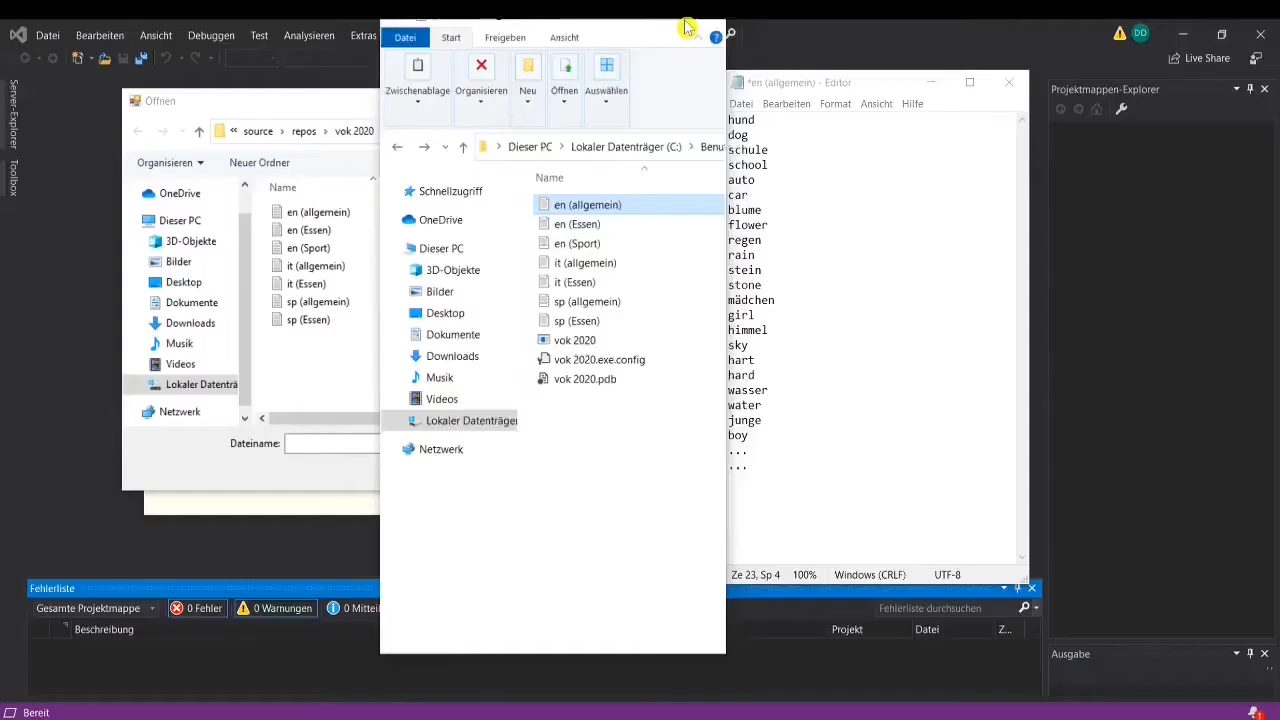 Datei Bearbeiten Ansicht Debuggen Test Analysieren
DD
Live Share
Server-Explorer
Toolbox
Öffnen
source repos vok 2020
Organisieren Neuer Ordner
OneDrive
Dieser PC
3D-Objekte
Bilder
Desktop
Dokumente
Downloads
Musik
Videos
Lokaler Datenträ
Netzwerk
Name
en (allgemein)
en (Essen)
en (Sport)
it (allgemein)
it (Essen)
sp (allgemein)
sp (Essen)
Dateiname:
Datei Start Freigeben Ansicht
Zwischenablage Organisieren Neu Öffnen Auswählen
Dieser PC Lokaler Datenträger (C:) Benu
Schnellzugriff
OneDrive
Dieser PC
3D-Objekte
Bilder
Desktop
Dokumente
Downloads
Musik
Videos
Lokaler Datenträger
Netzwerk
Name
en (allgemein)
en (Essen)
en (Sport)
it (allgemein)
it (Essen)
sp (allgemein)
sp (Essen)
vok 2020
vok 2020.exe.config
vok 2020.pdb
*en (allgemein) - Editor
Datei Bearbeiten Format Ansicht Hilfe
hund
dog
schule
school
auto
car
blume
flower
regen
rain
stein
stone
mädchen
girl
himmel
sky
hart
hard
wasser
water
junge
boy
...
...
Ze 23, Sp 4 100% Windows (CRLF) UTF-8
Projektmappen-Explorer
Fehlerliste
Gesamte Projektmappe 0 Fehler 0 Warnungen 0 Mittei
Fehlerliste durchsuchen
Beschreibung Projekt Datei Z...
Ausgabe
Bereit
1